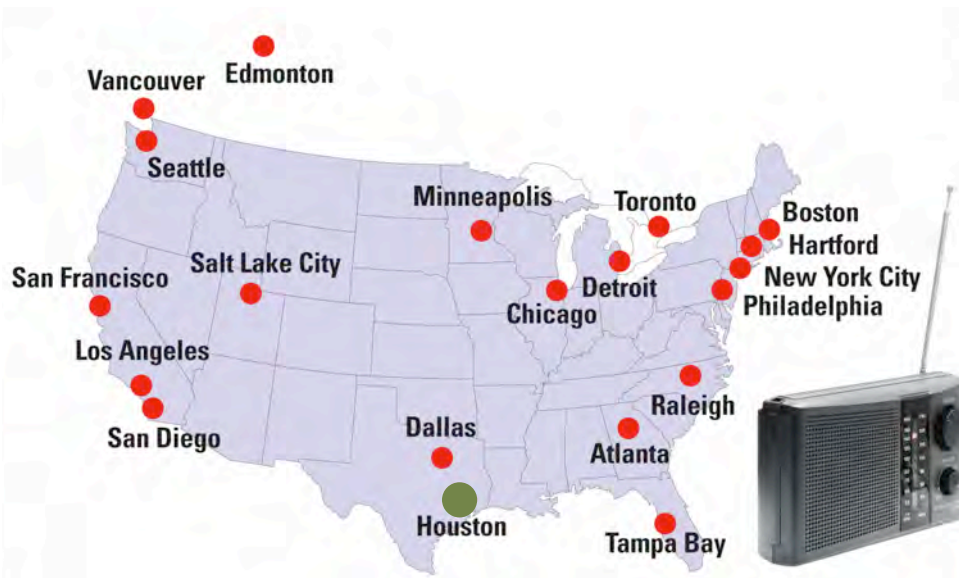 Edmonton
Vancouver
Seattle
Minneapolis
Toronto
Boston
Hartford
New York City
Philadelphia
Detroit
Chicago
Salt Lake City
San Francisco
Los Angeles
San Diego
Dallas
Raleigh
Atlanta
Houston
Tampa Bay